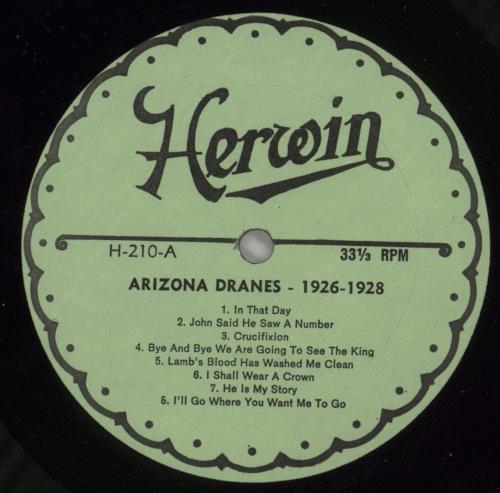 Herwin
H-210-A 33⅓ RPM
ARIZONA DRANES - 1926-1928
1. In That Day
2. John Said He Saw A Number
3. Crucifixion
4. Bye And Bye We Are Going To See The King
5. Lamb's Blood Has Washed Me Clean
6. I Shall Wear A Crown
7. He Is My Story
8. I'll Go Where You Want Me To Go